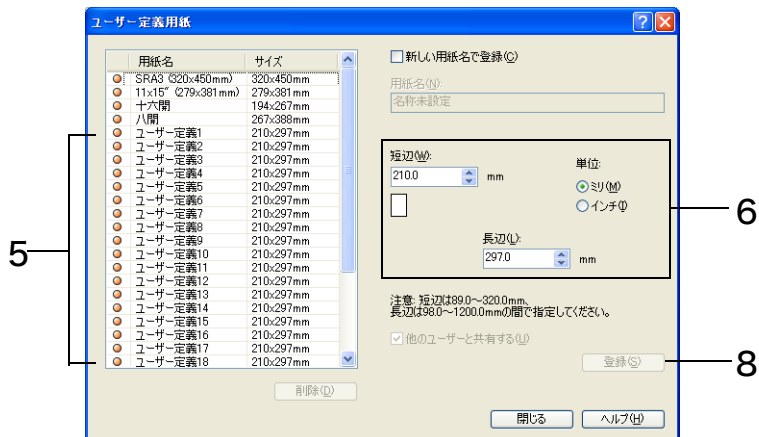 ユーザー定義用紙
用紙名 サイズ
SRA3 (320x450mm) 320x450mm
11x15" (279x381mm) 279x381mm
十六開 194x267mm
八開 267x388mm
ユーザー定義1 210x297mm
ユーザー定義2 210x297mm
ユーザー定義3 210x297mm
ユーザー定義4 210x297mm
ユーザー定義5 210x297mm
ユーザー定義6 210x297mm
ユーザー定義7 210x297mm
ユーザー定義8 210x297mm
ユーザー定義9 210x297mm
ユーザー定義10 210x297mm
ユーザー定義11 210x297mm
ユーザー定義12 210x297mm
ユーザー定義13 210x297mm
ユーザー定義14 210x297mm
ユーザー定義15 210x297mm
ユーザー定義16 210x297mm
ユーザー定義17 210x297mm
ユーザー定義18 210x297mm
5
削除(D)
新しい用紙名で登録(C)
用紙名(N):
名称未設定
短辺(W):
210.0 mm
単位:
ミリ(M)
インチ(I)
長辺(L):
297.0 mm
6
注意: 短辺は89.0～320.0mm、
長辺は98.0～1200.0mmの間で指定してください。
他のユーザーと共有する(U)
登録(S)
8
閉じる ヘルプ(H)